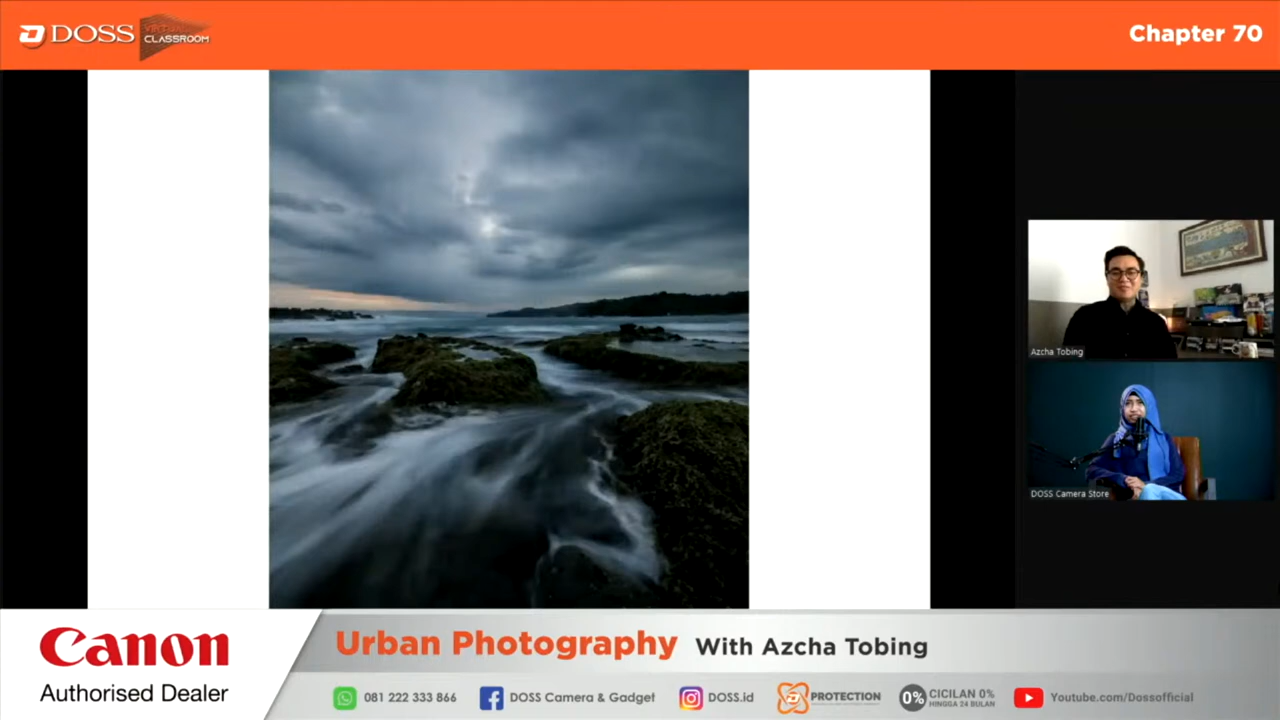 DOSS
VIRTUAL
CLASSROOM
Chapter 70
Azcha Tobing
DOSS Camera Store
Canon
Authorised Dealer
Urban Photography With Azcha Tobing
081 222 333 866
DOSS Camera & Gadget
DOSS.id
PROTECTION
0%
CICILAN 0%
HINGGA 24 BULAN
Youtube.com/Dossofficial